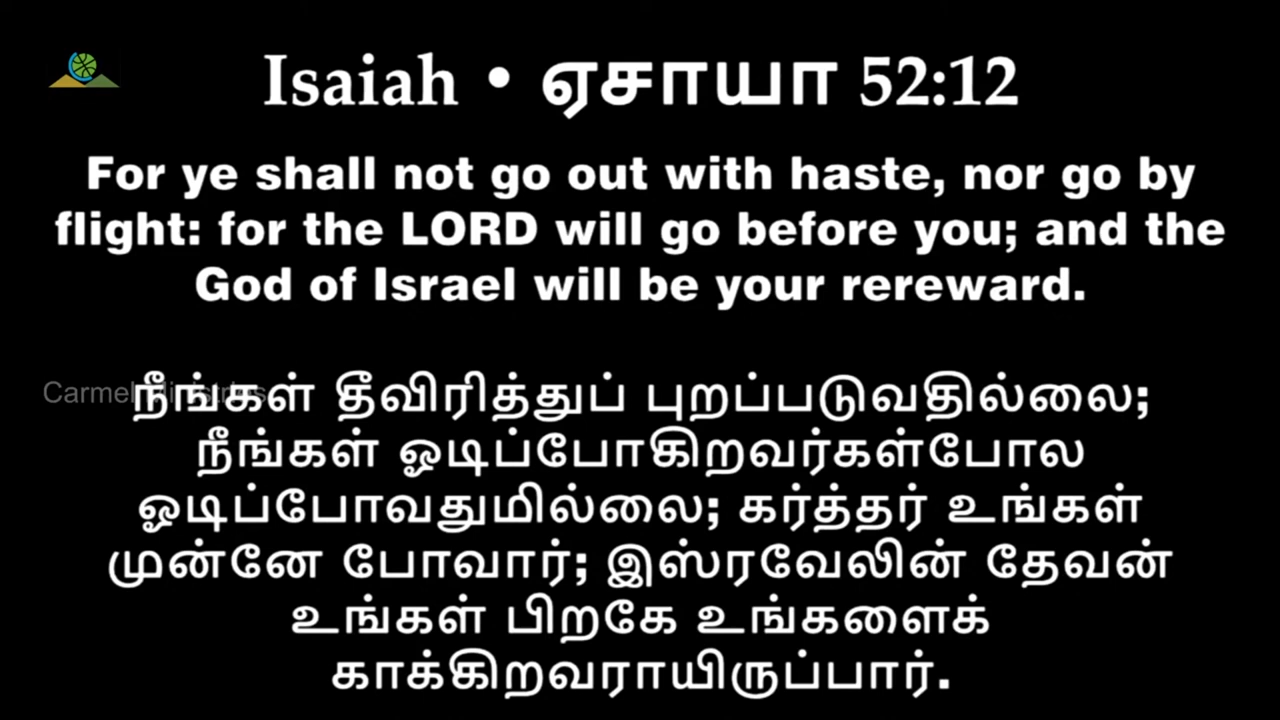 Isaiah • ஏசாயா 52:12
For ye shall not go out with haste, nor go by
flight: for the LORD will go before you; and the
God of Israel will be your rereward.
Carmel Ministries
நீங்கள் தீவிரித்துப் புறப்படுவதில்லை;
நீங்கள் ஓடிப்போகிறவர்கள்போல
ஓடிப்போவதுமில்லை; கர்த்தர் உங்கள்
முன்னே போவார்; இஸ்ரவேலின் தேவன்
உங்கள் பிறகே உங்களைக்
காக்கிறவராயிருப்பார்.